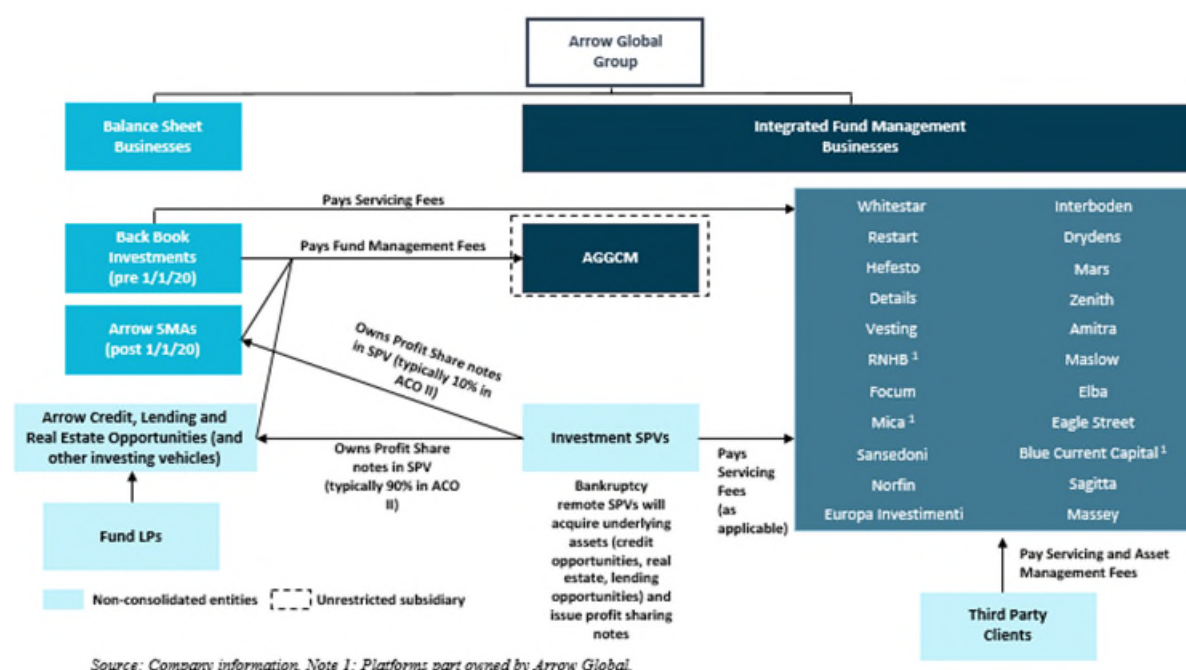 Arrow Global
Group
Balance Sheet
Businesses
Integrated Fund Management
Businesses
Pays Servicing Fees
Back Book
Investments
(pre 1/1/20)
Pays Fund Management Fees
AGGCM
Arrow SMAs
(post 1/1/20)
Owns Profit Share notes
in SPV (typically 10% in
ACO II)
Whitestar
Restart
Hefesto
Details
Vesting
RNHB 1
Focum
Mica 1
Sansedoni
Norfin
Europa Investimenti
Interboden
Drydens
Mars
Zenith
Amitra
Maslow
Elba
Eagle Street
Blue Current Capital 1
Sagitta
Massey
Arrow Credit, Lending and
Real Estate Opportunities (and
other investing vehicles)
Owns Profit Share
notes in SPV
(typically 90% in ACO
II)
Investment SPVs
Pays
Servicing
Fees
(as
applicable)
Bankruptcy
remote SPVs will
acquire underlying
assets (credit
opportunities, real
estate, lending
opportunities) and
issue profit sharing
notes
Fund LPs
Pay Servicing and Asset
Management Fees
Third Party
Clients
Non-consolidated entities
Unrestricted subsidiary
Source: Company information. Note 1: Platforms part owned by Arrow Global.